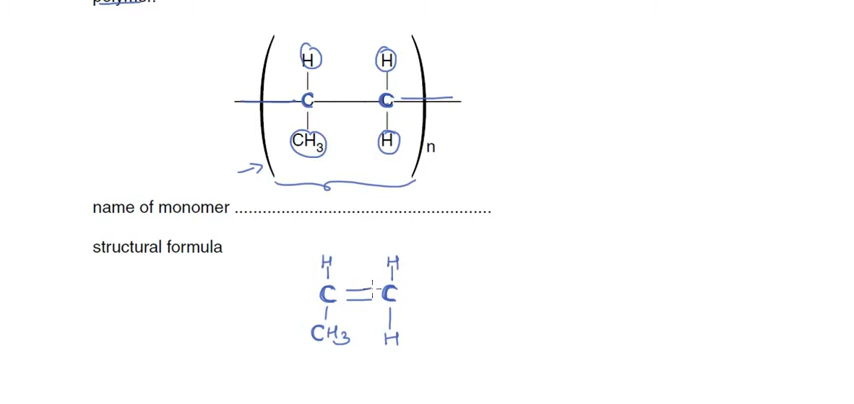 H H
C C
CH3 H n
name of monomer ......................................................
structural formula
H H
C = C
CH3 H